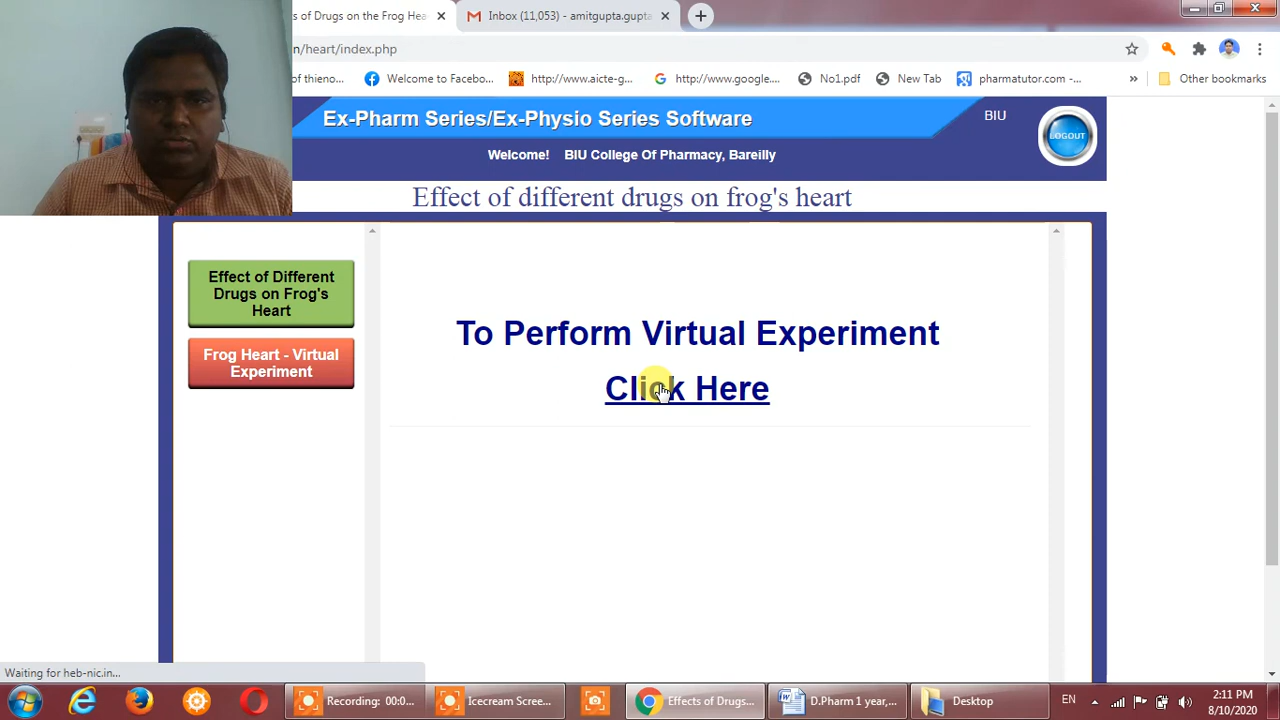 s of Drugs on the Frog Hear
Inbox (11,053) - amitgupta.gupta
n/heart/index.php
of thieno...
Welcome to Facebo...
http://www.aicte-g...
http://www.google....
No1.pdf
New Tab
pharmatutor.com -...
»
Other bookmarks
Ex-Pharm Series/Ex-Physio Series Software
BIU
LOGOUT
Welcome! BIU College Of Pharmacy, Bareilly
Effect of different drugs on frog's heart
Effect of Different
Drugs on Frog's
Heart
Frog Heart - Virtual
Experiment
To Perform Virtual Experiment
Click Here
Waiting for heb-nic.in...
Recording: 00:0...
Icecream Scree...
Effects of Drugs...
D.Pharm 1 year,...
Desktop
EN
2:11 PM
8/10/2020